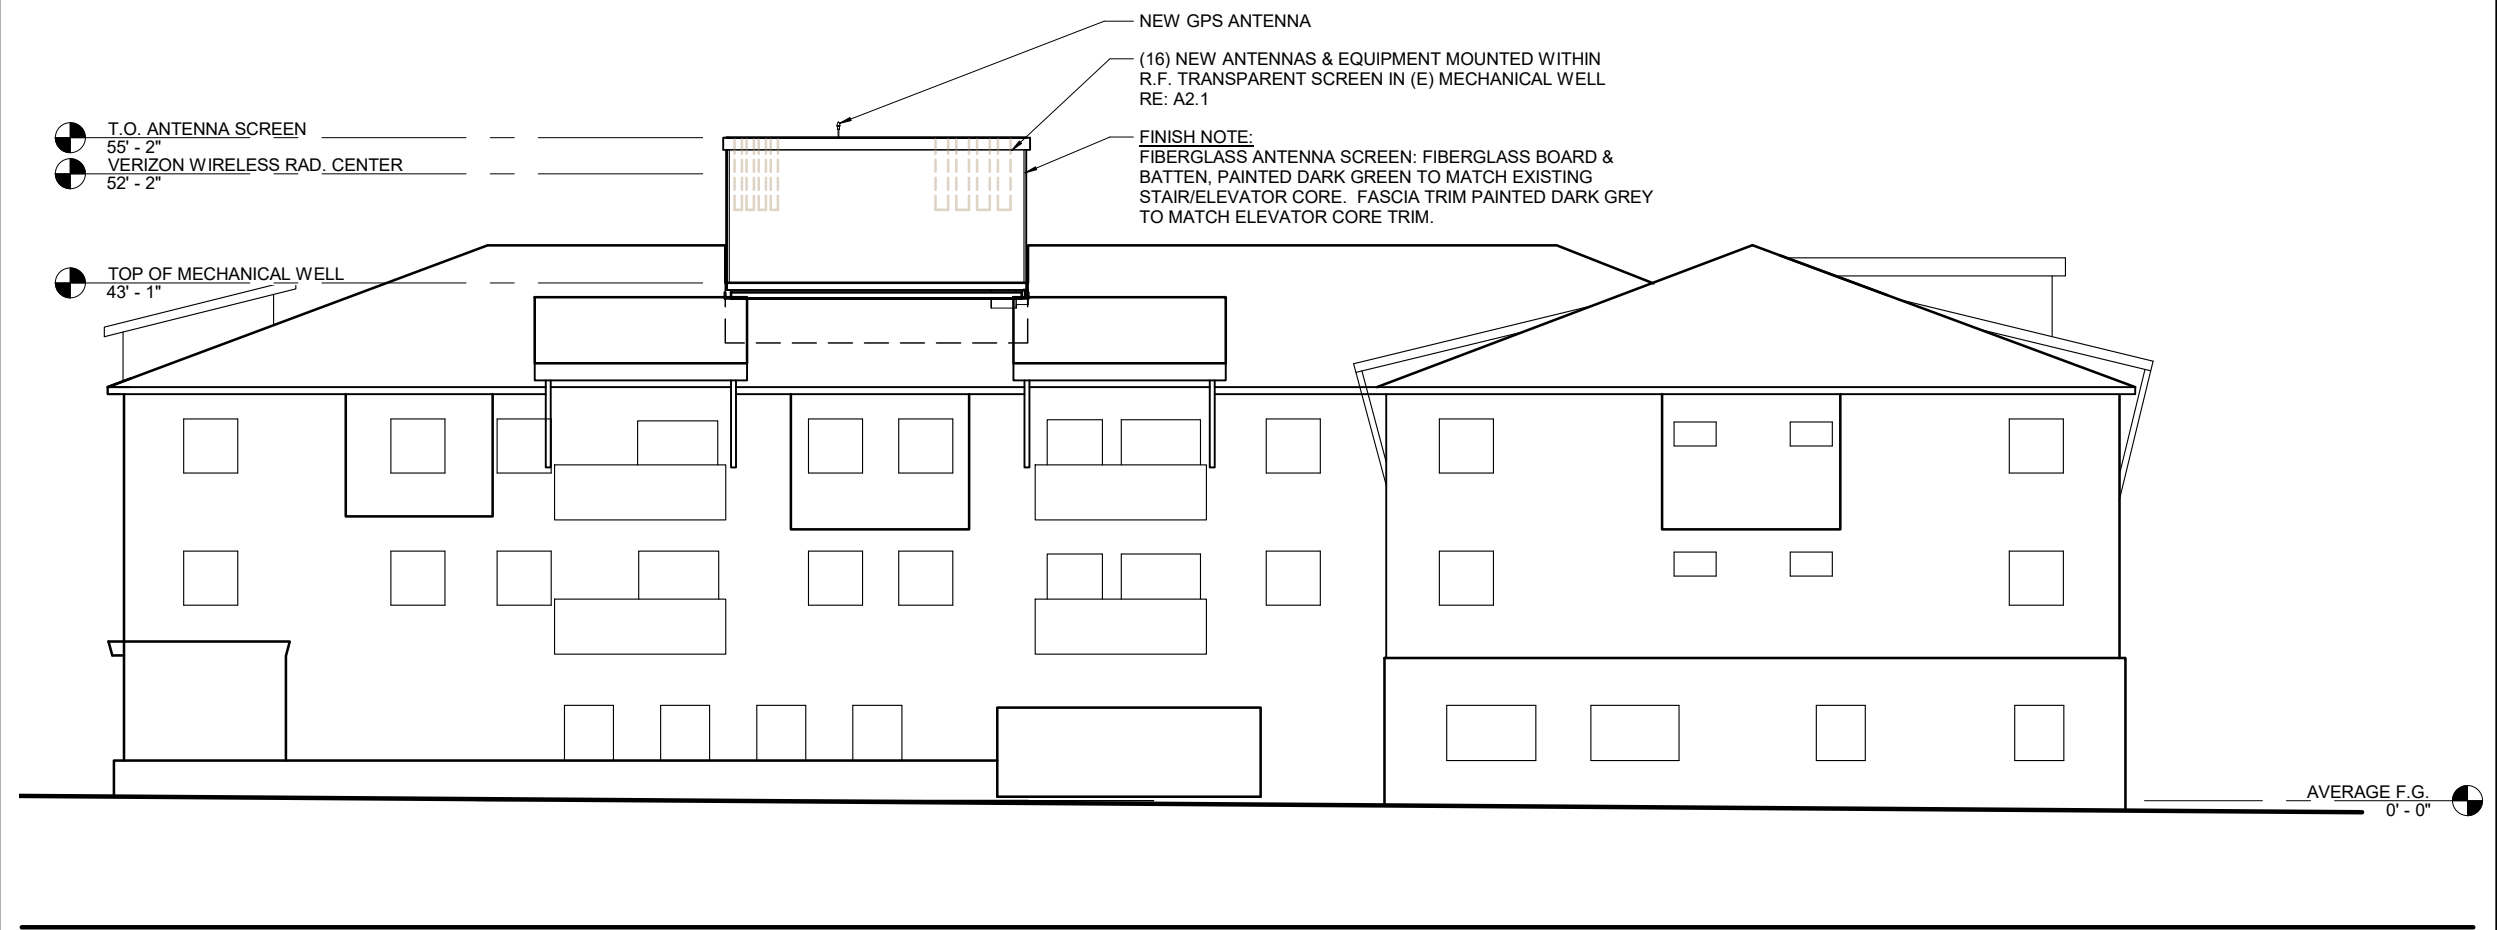 NEW GPS ANTENNA
(16) NEW ANTENNAS & EQUIPMENT MOUNTED WITHIN
R.F. TRANSPARENT SCREEN IN (E) MECHANICAL WELL
RE: A2.1
T.O. ANTENNA SCREEN
55' - 2"
VERIZON WIRELESS RAD. CENTER
52' - 2"
FINISH NOTE:
FIBERGLASS ANTENNA SCREEN: FIBERGLASS BOARD &
BATTEN, PAINTED DARK GREEN TO MATCH EXISTING
STAIR/ELEVATOR CORE. FASCIA TRIM PAINTED DARK GREY
TO MATCH ELEVATOR CORE TRIM.
TOP OF MECHANICAL WELL
43' - 1"
AVERAGE F.G.
0' - 0"